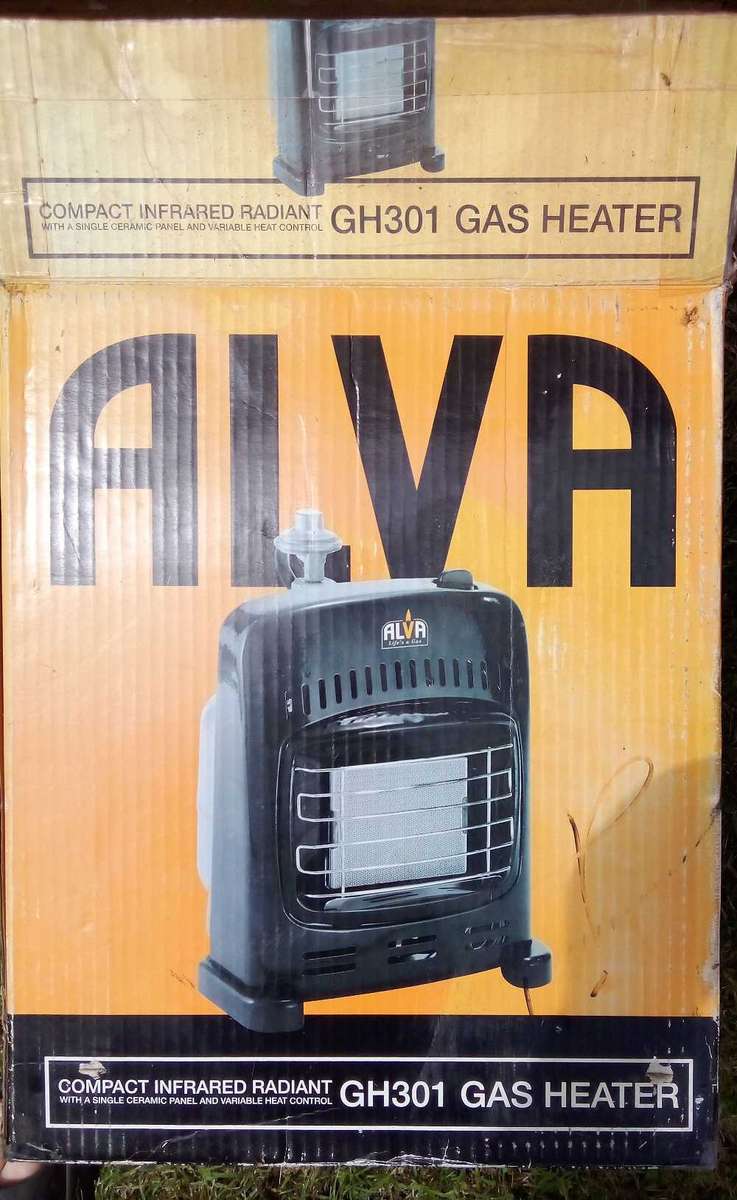 COMPACT INFRARED RADIANT GH301 GAS HEATER
WITH A SINGLE CERAMIC PANEL AND VARIABLE HEAT CONTROL
ALVA
ALVA
Life's a Gas
COMPACT INFRARED RADIANT GH301 GAS HEATER
WITH A SINGLE CERAMIC PANEL AND VARIABLE HEAT CONTROL